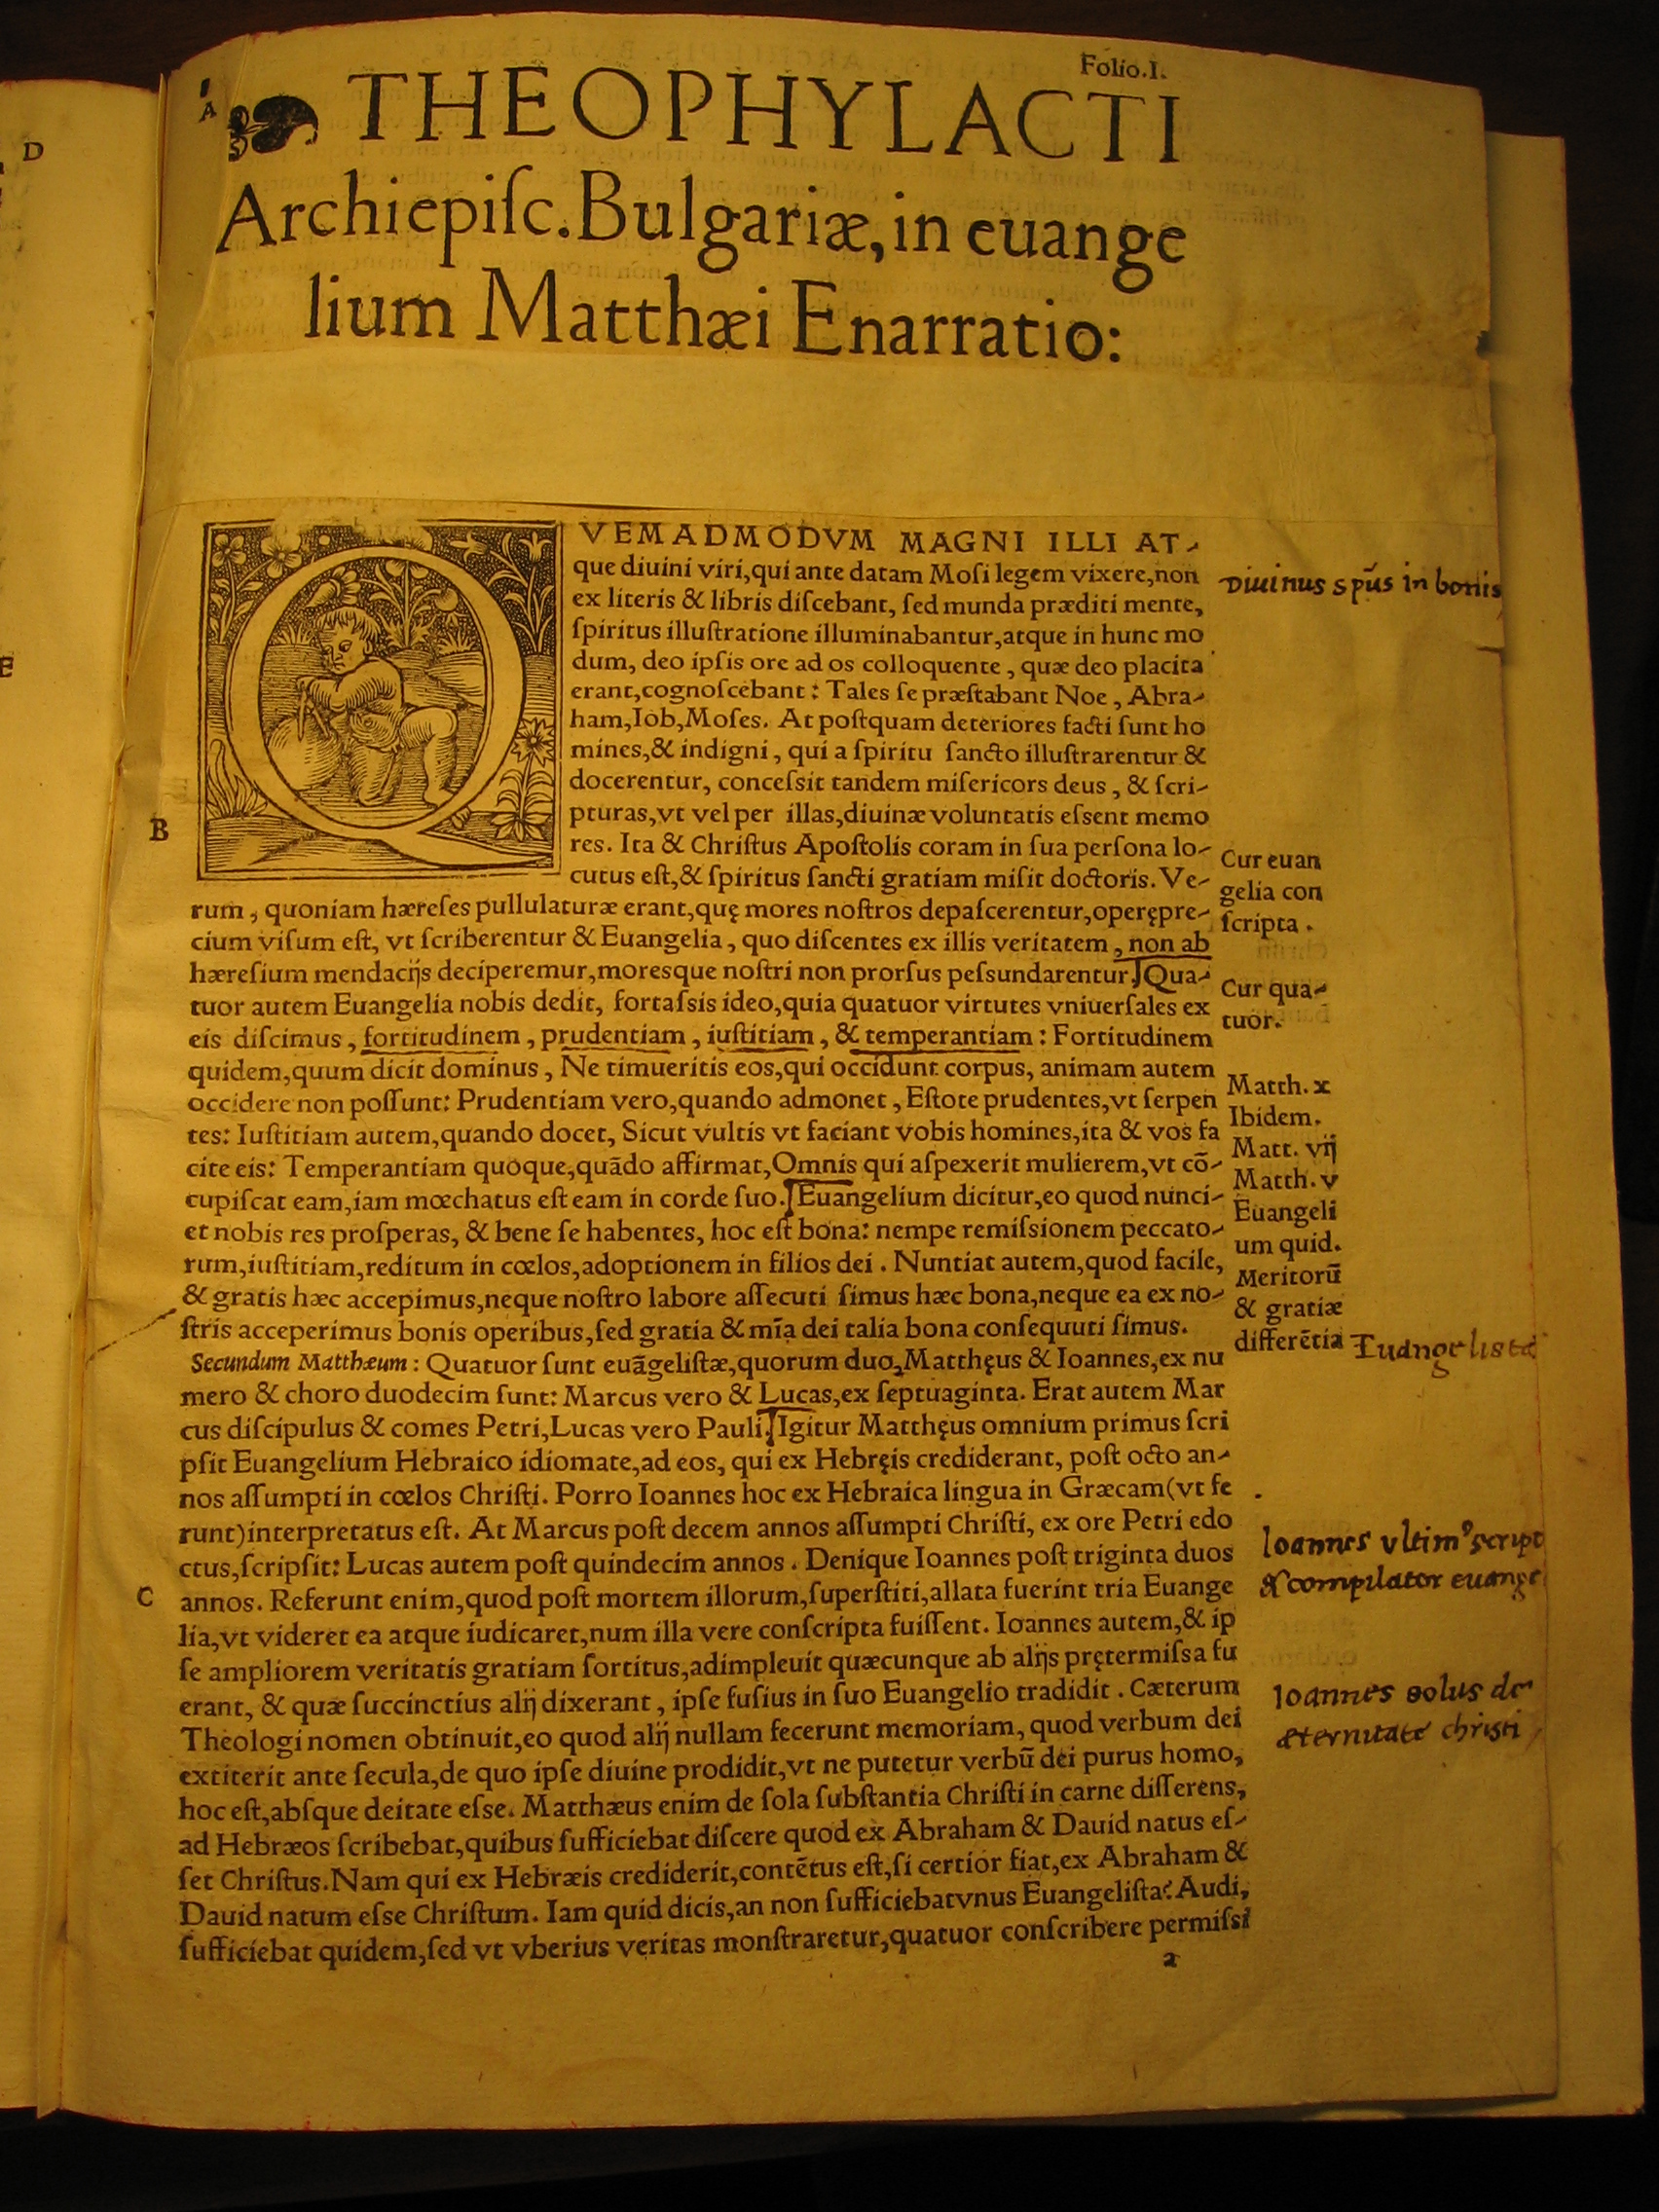 Folio.I.
A
THEOPHYLACTI
Archiepiſc. Bulgariæ, in euange
lium Matthæi Enarratio:
D
E
VEMADMODVM MAGNI ILLI AT-
que diuini viri, qui ante datam Mosi legem vixere, non
ex literis & libris diſcebant, ſed munda præditi mente,
ſpiritus illuſtratione illuminabantur, atque in hunc mo
dum, deo ipſis ore ad os colloquente, quæ deo placita
erant, cognoſcebant: Tales ſe præſtabant Noe, Abra-
ham, Iob, Moſes. At poſtquam deteriores facti ſunt ho
mines, & indigni, qui a ſpiritu ſancto illuſtrarentur &
docerentur, conceſsit tandem miſericors deus, & ſcri-
pturas, vt vel per illas, diuinæ voluntatis eſsent memo
res. Ita & Chriſtus Apoſtolis coram in ſua perſona lo-
cutus eſt, & ſpiritus ſancti gratiam miſit doctoris. Ve-
rum, quoniam hæreſes pullulaturæ erant, quę mores noſtros depaſcerentur, operępre-
cium viſum eſt, vt ſcriberentur & Euangelia, quo diſcentes ex illis veritatem, non ab
hæreſium mendacijs deciperemur, moresque noſtri non prorſus peſsundarentur. Qua-
tuor autem Euangelia nobis dedit, fortaſsis ideo, quia quatuor virtutes vniuerſales ex
eis diſcimus, fortitudinem, prudentiam, iuſtitiam, & temperantiam: Fortitudinem
quidem, quum dicit dominus, Ne timueritis eos, qui occidunt corpus, animam autem
occidere non poſſunt: Prudentiam vero, quando admonet, Eſtote prudentes, vt ſerpen
tes: Iuſtitiam autem, quando docet, Sicut vultis vt faciant vobis homines, ita & vos fa
cite eis: Temperantiam quoque, quãdo affirmat, Omnis qui aſpexerit mulierem, vt cõ-
cupiſcat eam, iam mœchatus eſt eam in corde ſuo. Euangelium dicitur, eo quod nunci-
et nobis res proſperas, & bene ſe habentes, hoc eſt bona: nempe remiſsionem peccato-
rum, iuſtitiam, reditum in cœlos, adoptionem in filios dei. Nuntiat autem, quod facile,
& gratis hæc accepimus, neque noſtro labore aſſecuti ſimus hæc bona, neque ea ex no-
ſtris acceperimus bonis operibus, ſed gratia & mĩa dei talia bona conſequuti ſimus.
Secundum Matthæum: Quatuor ſunt euãgeliſtæ, quorum duo, Matthęus & Ioannes, ex nu
mero & choro duodecim ſunt: Marcus vero & Lucas, ex ſeptuaginta. Erat autem Mar
cus diſcipulus & comes Petri, Lucas vero Pauli. Igitur Matthęus omnium primus ſcri
pſit Euangelium Hebraico idiomate, ad eos, qui ex Hebręis crediderant, poſt octo an-
nos aſſumpti in cœlos Chriſti. Porro Ioannes hoc ex Hebraica lingua in Græcam (vt fe
runt) interpretatus eſt. At Marcus poſt decem annos aſſumpti Chriſti, ex ore Petri edo
ctus, ſcripſit: Lucas autem poſt quindecim annos. Denique Ioannes poſt triginta duos
annos. Referunt enim, quod poſt mortem illorum, ſuperſtiti, allata fuerint tria Euange
lia, vt videret ea atque iudicaret, num illa vere conſcripta fuiſſent. Ioannes autem, & ip
ſe ampliorem veritatis gratiam ſortitus, adimpleuit quæcunque ab alijs prętermiſsa fu
erant, & quæ ſuccinctius alij dixerant, ipſe fuſius in ſuo Euangelio tradidit. Cæterum
Theologi nomen obtinuit, eo quod alij nullam fecerunt memoriam, quod verbum dei
extiterit ante ſecula, de quo ipſe diuine prodidit, vt ne putetur verbũ dei purus homo,
hoc eſt, abſque deitate eſse. Matthæus enim de ſola ſubſtantia Chriſti in carne diſſerens,
ad Hebræos ſcribebat, quibus ſufficiebat diſcere quod ex Abraham & Dauid natus eſ-
ſet Chriſtus. Nam qui ex Hebræis crediderit, contẽtus eſt, ſi certior fiat, ex Abraham &
Dauid natum eſse Chriſtum. Iam quid dicis, an non ſufficiebat vnus Euangeliſta? Audi,
ſufficiebat quidem, ſed vt vberius veritas monſtraretur, quatuor conſcribere permiſsi
a
B
C
Diuinus spũs in bonis
Cur euan
gelia con
ſcripta.
Cur qua-
tuor.
Matth. x
Ibidem.
Matt. vij
Matth. v
Euangeli
um quid.
Meritorũ
& gratiæ
differẽtia
Euangelistæ
Ioannes vltim⁹ script
& compilator euange
Ioannes solus de
æternitate christi